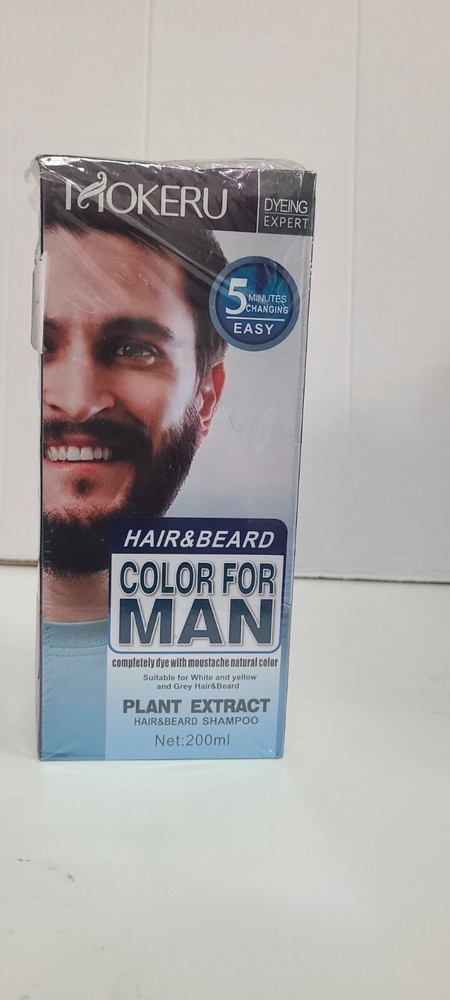 MOKERU
DYEING
EXPERT
5 MINUTES
CHANGING
EASY
HAIR&BEARD
COLOR FOR
MAN
completely dye with moustache natural color
Suitable for White and yellow
and Grey Hair&Beard
PLANT EXTRACT
HAIR&BEARD SHAMPOO
Net:200ml